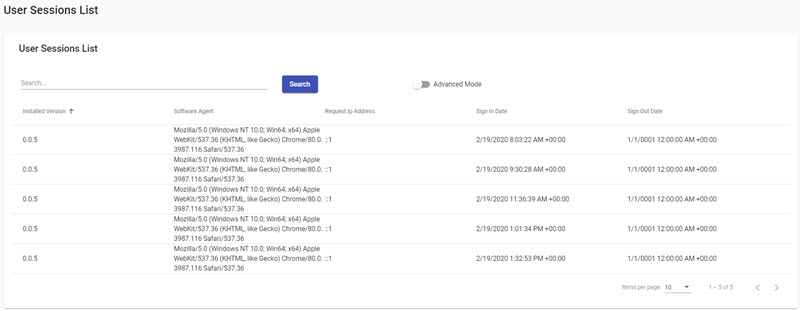 User Sessions List
User Sessions List
Search...
Search
Advanced Mode
Installed Version Software Agent Request Ip Address Sign In Date Sign Out Date
Mozilla/5.0 (Windows NT 10.0; Win64; x64) Apple
0.0.5 WebKit/537.36 (KHTML, like Gecko) Chrome/80.0. ::1 2/19/2020 8:03:22 AM +00:00 1/1/0001 12:00:00 AM +00:00
3987.116 Safari/537.36
Mozilla/5.0 (Windows NT 10.0; Win64; x64) Apple
0.0.5 WebKit/537.36 (KHTML, like Gecko) Chrome/80.0. ::1 2/19/2020 9:30:28 AM +00:00 1/1/0001 12:00:00 AM +00:00
3987.116 Safari/537.36
Mozilla/5.0 (Windows NT 10.0; Win64; x64) Apple
0.0.5 WebKit/537.36 (KHTML, like Gecko) Chrome/80.0. ::1 2/19/2020 11:36:39 AM +00:00 1/1/0001 12:00:00 AM +00:00
3987.116 Safari/537.36
Mozilla/5.0 (Windows NT 10.0; Win64; x64) Apple
0.0.5 WebKit/537.36 (KHTML, like Gecko) Chrome/80.0. ::1 2/19/2020 1:01:34 PM +00:00 1/1/0001 12:00:00 AM +00:00
3987.116 Safari/537.36
Mozilla/5.0 (Windows NT 10.0; Win64; x64) Apple
0.0.5 WebKit/537.36 (KHTML, like Gecko) Chrome/80.0. ::1 2/19/2020 1:32:53 PM +00:00 1/1/0001 12:00:00 AM +00:00
3987.116 Safari/537.36
Items per page: 10 1 – 5 of 5